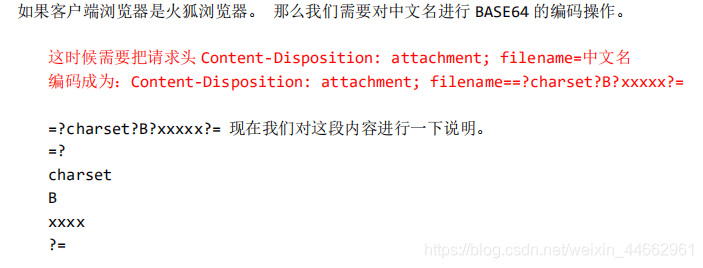 如果客户端浏览器是火狐浏览器。 那么我们需要对中文名进行 BASE64 的编码操作。
这时候需要把请求头 Content-Disposition: attachment; filename=中文名
编码成为：Content-Disposition: attachment; filename==?charset?B?xxxxx?=
=?charset?B?xxxxx?= 现在我们对这段内容进行一下说明。
=?
charset
B
xxxx
?=
https://blog.csdn.net/weixin_44662961